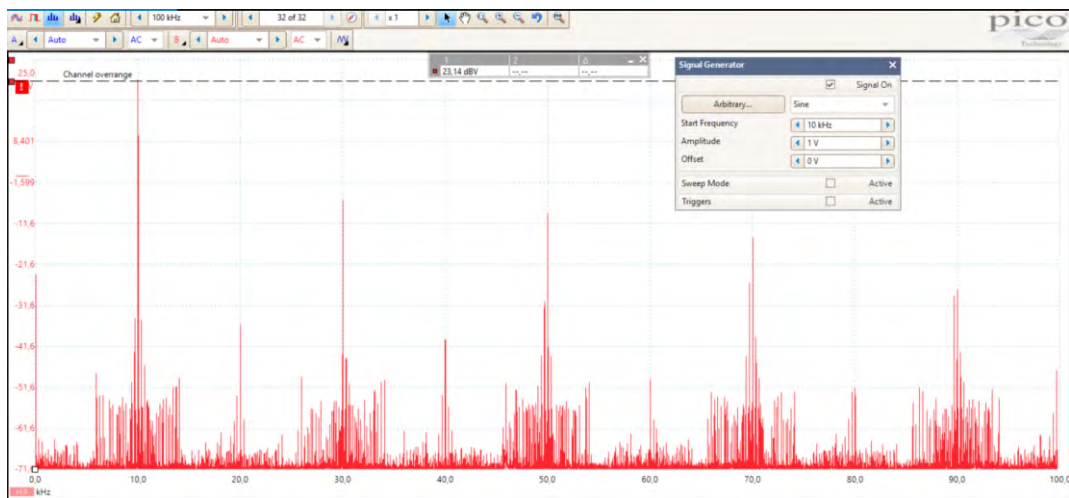 100 kHz 32 of 32 x1
pico
Technology
A Auto AC B Auto AC
1 2 Δ
23,14 dBV --,-- --,--
25,0 Channel overrange
8,401
-1,599
-11,6
-21,6
-31,6
-41,6
-51,6
-61,6
-71,6
0,0 10,0 20,0 30,0 40,0 50,0 60,0 70,0 80,0 90,0 100,0
kHz
Signal Generator
Signal On
Arbitrary... Sine
Start Frequency 10 kHz
Amplitude 1 V
Offset 0 V
Sweep Mode Active
Triggers Active